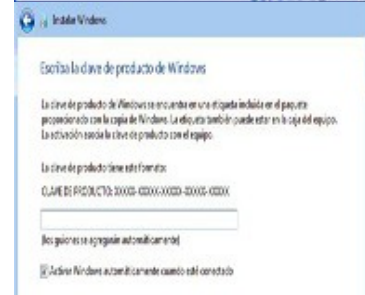 Instalar Windows
Escriba la clave de producto de Windows
La clave de producto de Windows se encuentra en una etiqueta incluida en el paquete
proporcionado con la copia de Windows. La etiqueta también puede estar en la caja del equipo.
La activación asocia la clave de producto con el equipo.
La clave de producto tiene este formato:
CLAVE DE PRODUCTO: XXXXX-XXXXX-XXXXX-XXXXX-XXXXX
(los guiones se agregarán automáticamente)
Activar Windows automáticamente cuando esté conectado